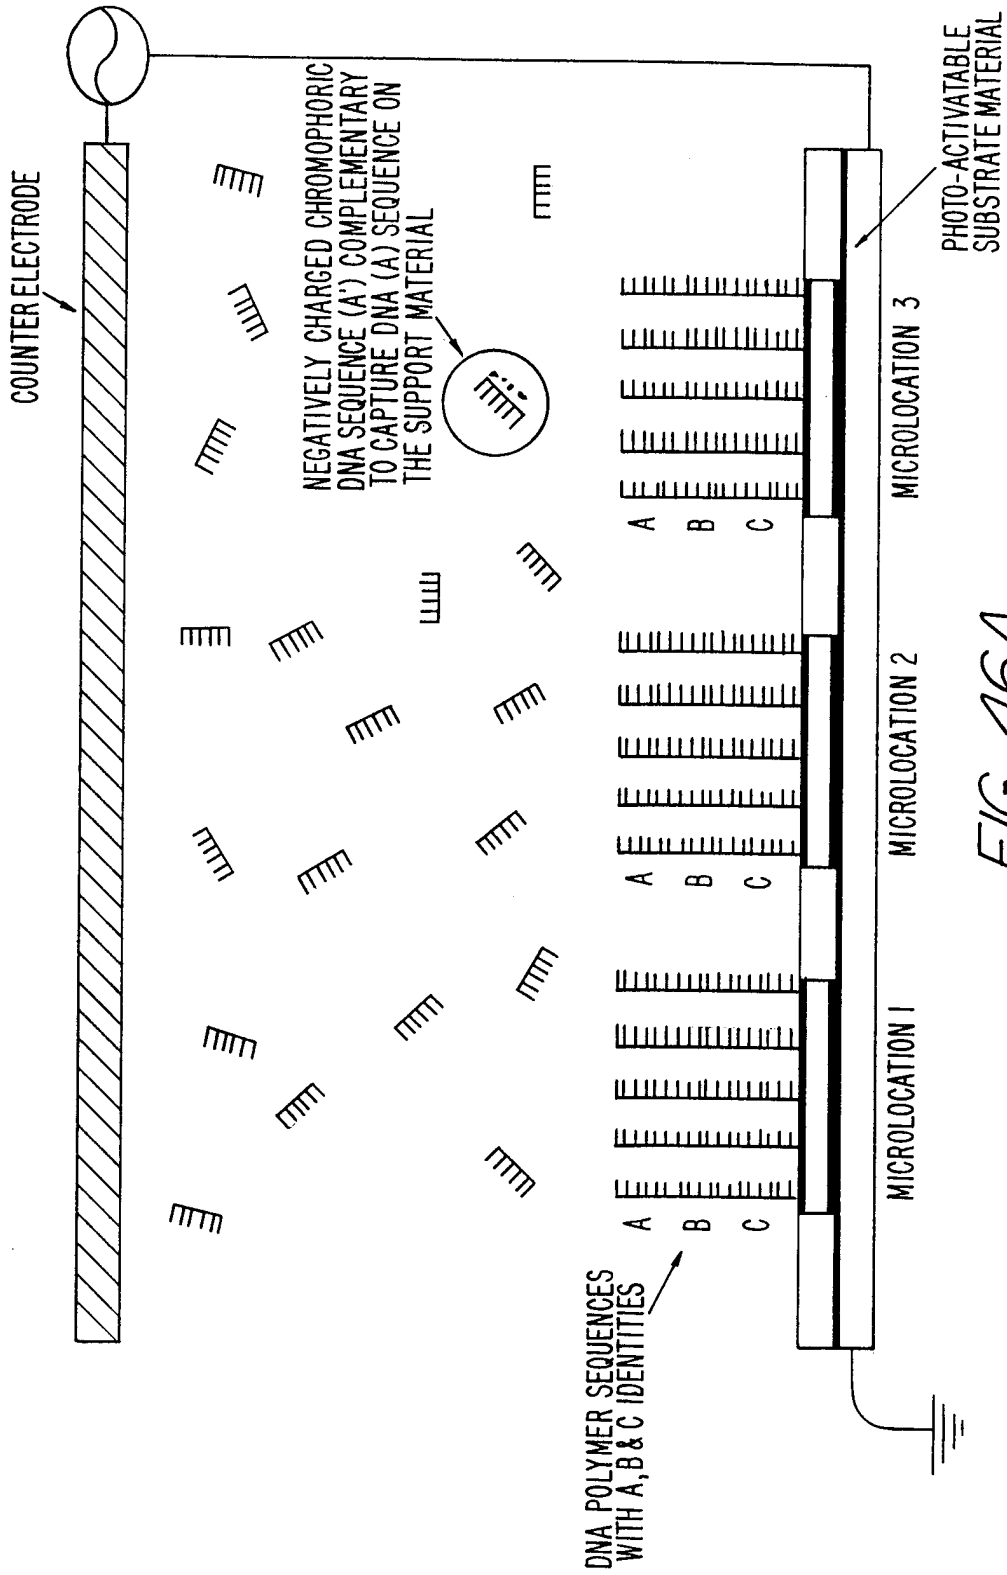 COUNTER ELECTRODE
NEGATIVELY CHARGED CHROMOPHORIC
DNA SEQUENCE (A') COMPLEMENTARY
TO CAPTURE DNA (A) SEQUENCE ON
THE SUPPORT MATERIAL
DNA POLYMER SEQUENCES
WITH A, B & C IDENTITIES
A
B
C
A
B
C
A
B
C
MICROLOCATION 1
MICROLOCATION 2
MICROLOCATION 3
PHOTO-ACTIVATABLE
SUBSTRATE MATERIAL
FIG. 16A